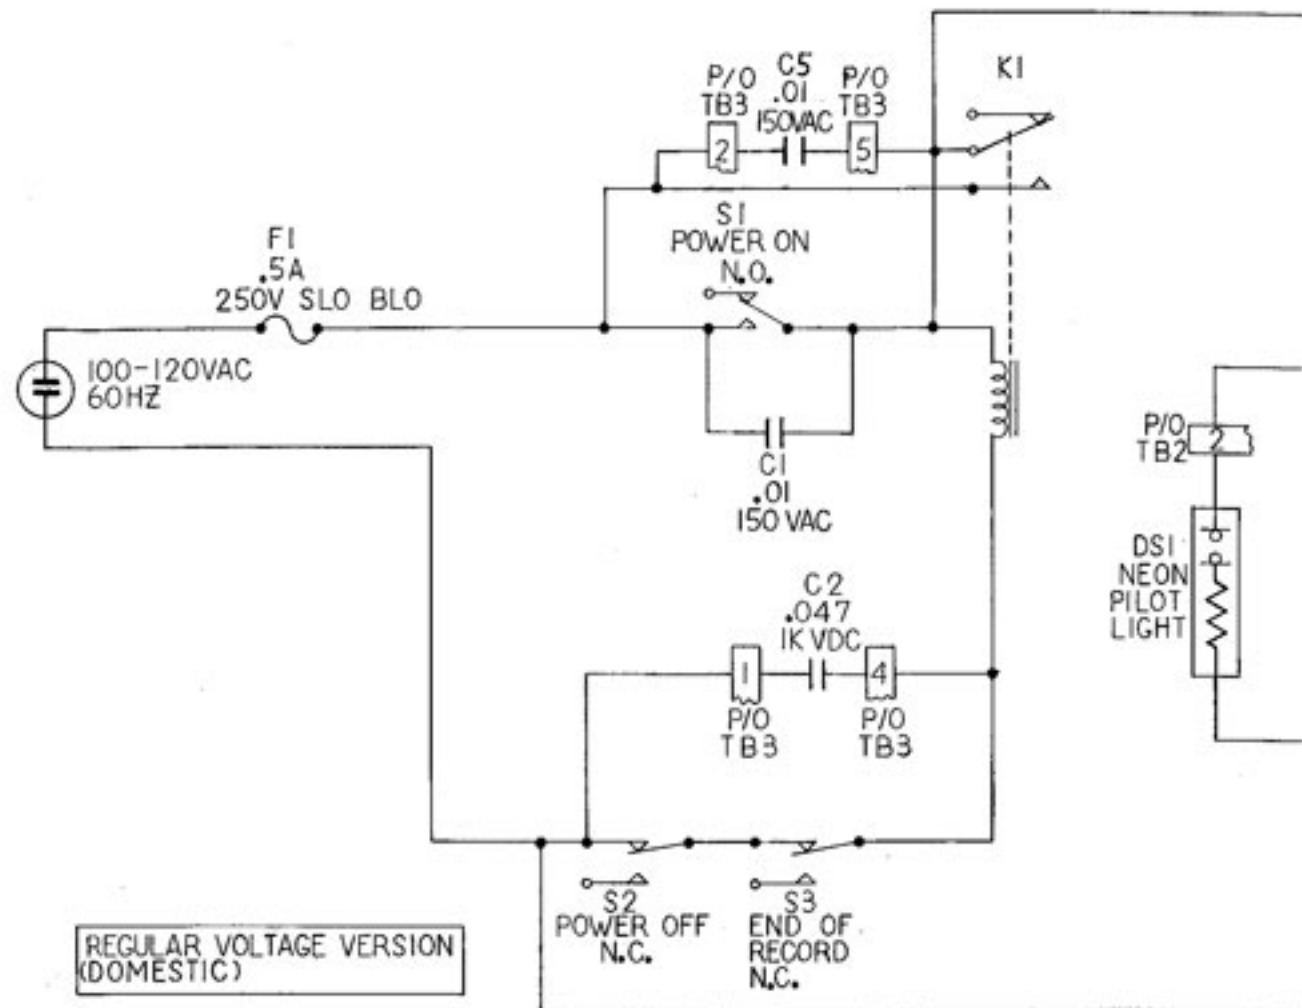 K1
P/O
TB3
C5
.01
150VAC
P/O
TB3
2
5
S1
POWER ON
N.O.
F1
.5A
250V SLO BLO
100-120VAC
60HZ
C1
.01
150 VAC
P/O
TB2
2
DS1
NEON
PILOT
LIGHT
C2
.047
1K VDC
1
4
P/O
TB3
P/O
TB3
S2
POWER OFF
N.C.
S3
END OF
RECORD
N.C.
REGULAR VOLTAGE VERSION
(DOMESTIC)